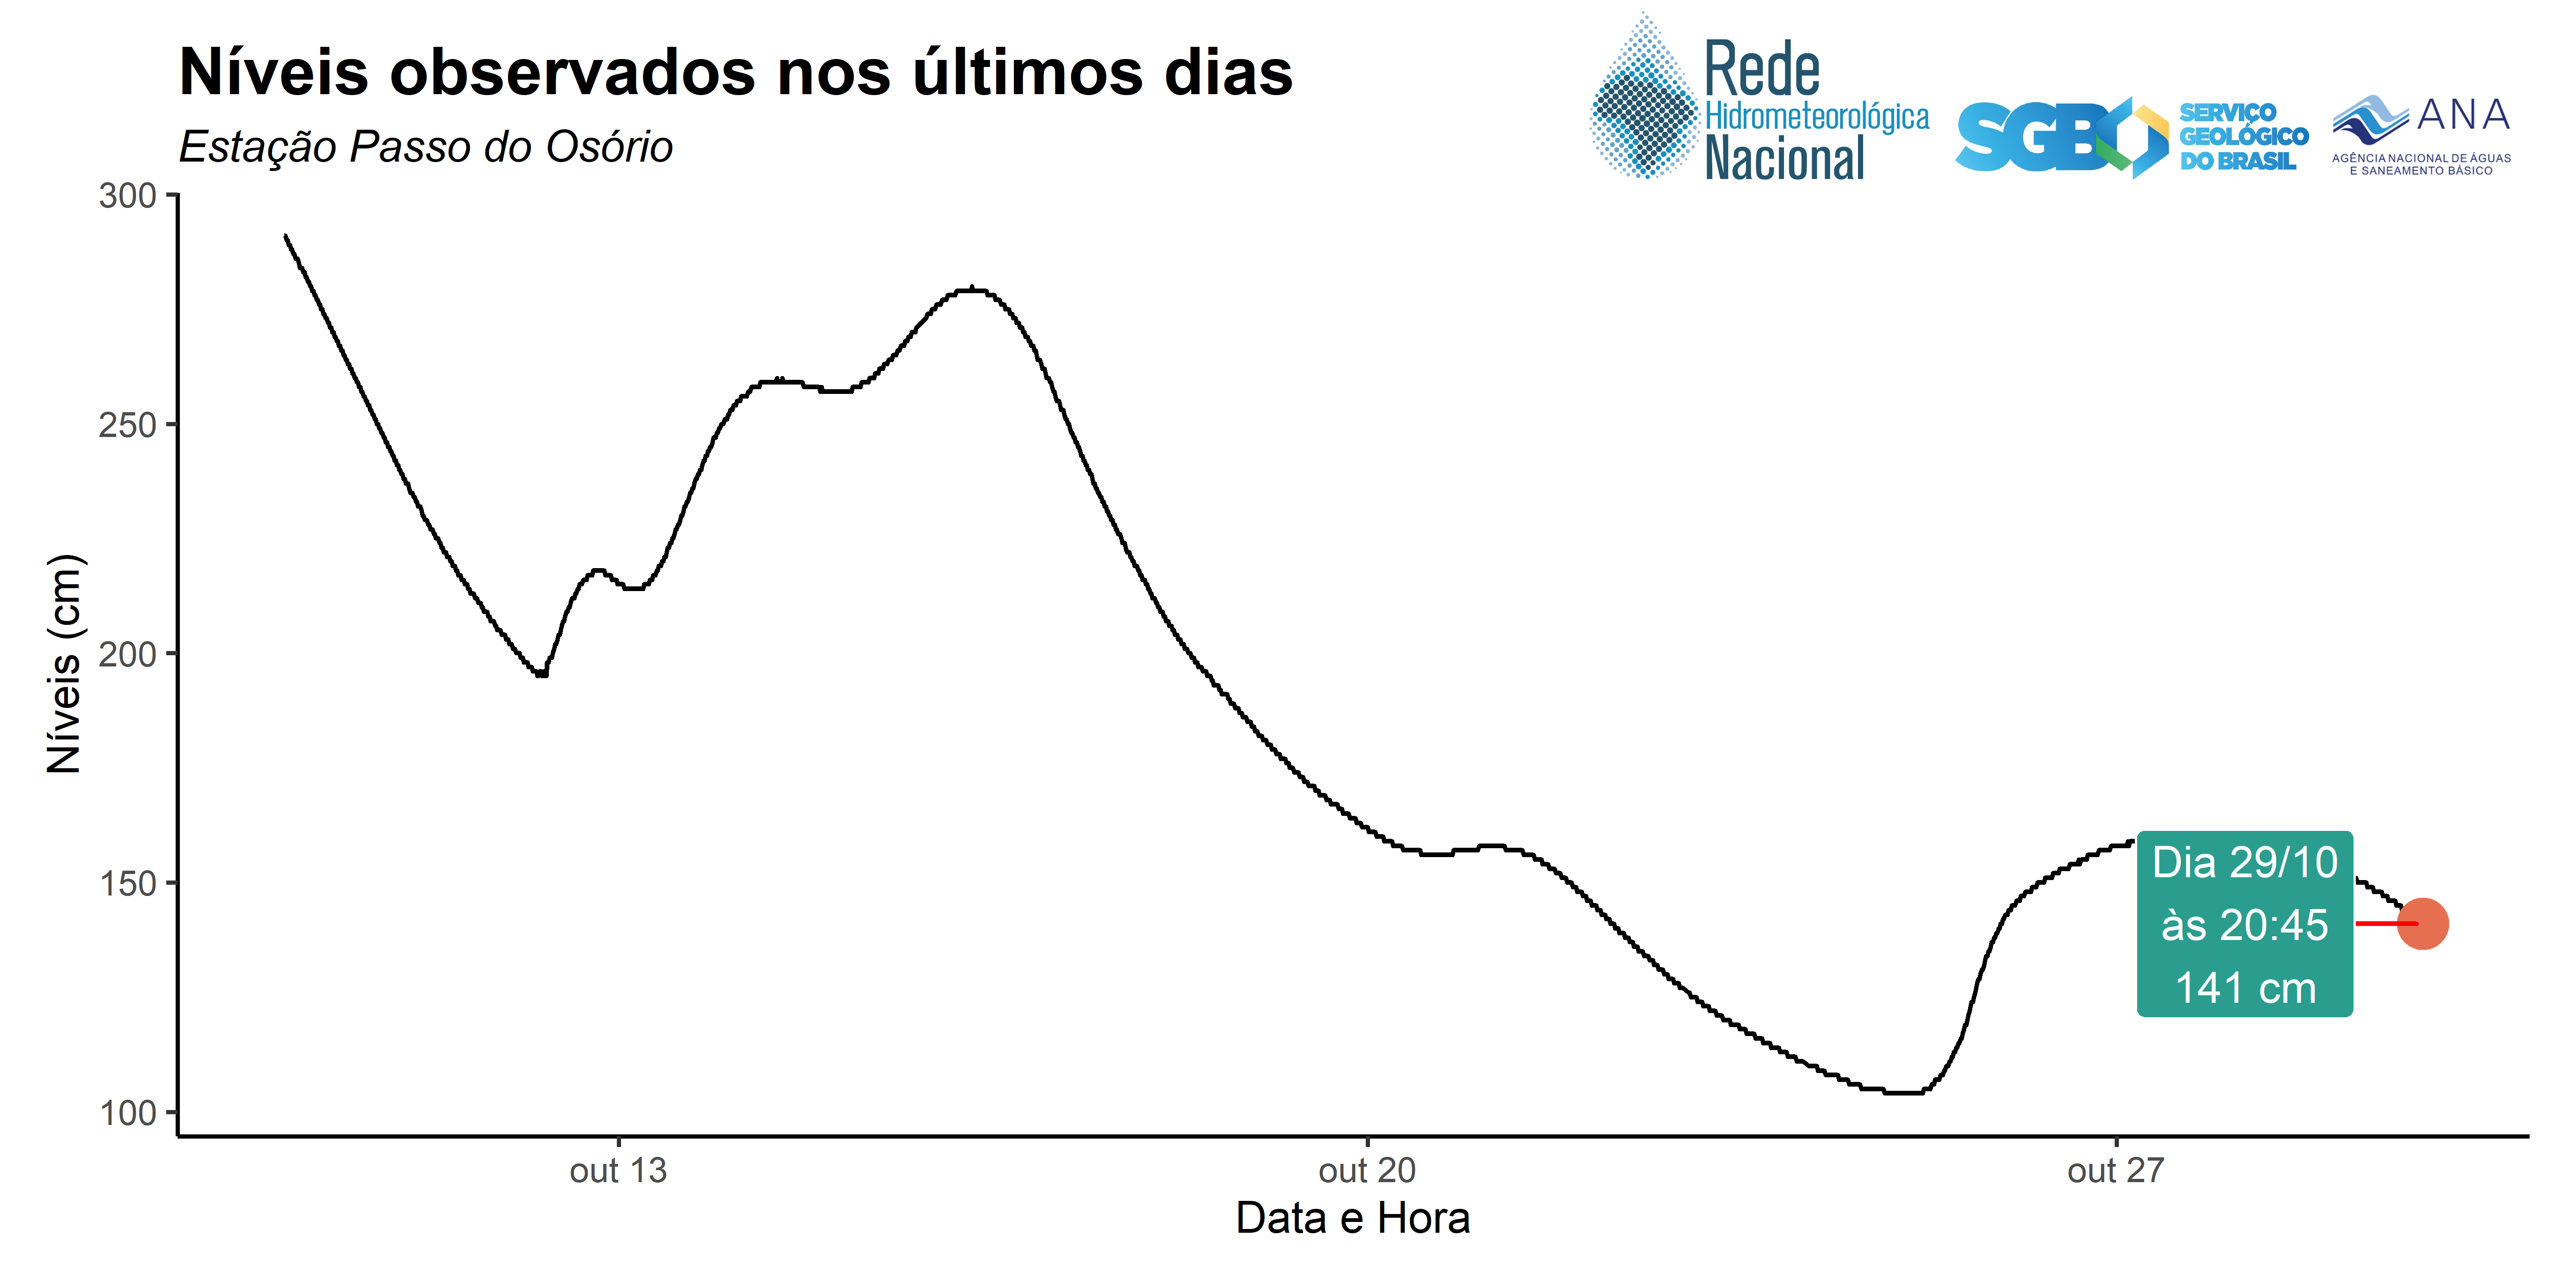 Níveis observados nos últimos dias
Estação Passo do Osório
Rede
Hidrometeorológica
Nacional
SGB
SERVIÇO
GEOLÓGICO
DO BRASIL
ANA
AGÊNCIA NACIONAL DE ÁGUAS
E SANEAMENTO BÁSICO
Níveis (cm)
300
250
200
150
100
Dia 29/10
às 20:45
141 cm
out 13
out 20
out 27
Data e Hora